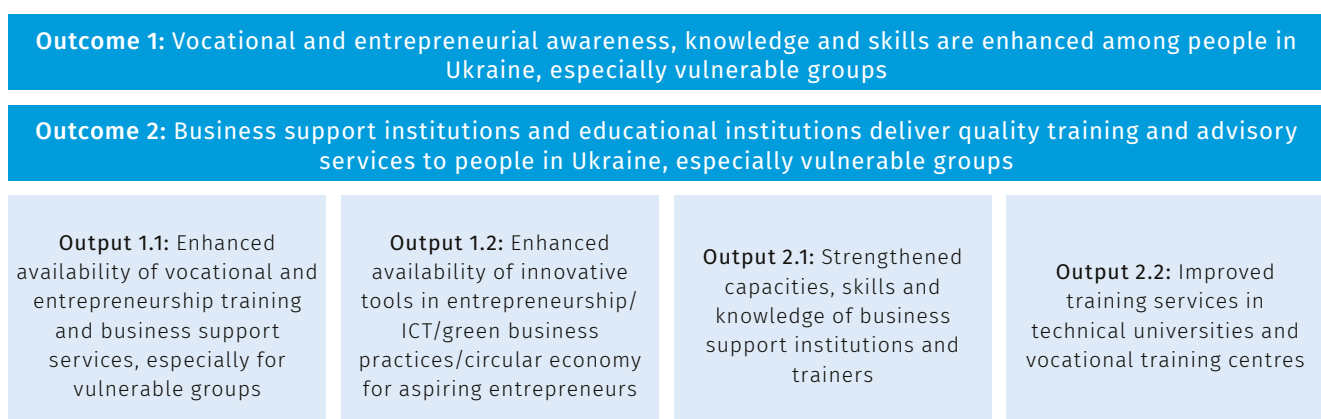 Outcome 1: Vocational and entrepreneurial awareness, knowledge and skills are enhanced among people in
Ukraine, especially vulnerable groups
Outcome 2: Business support institutions and educational institutions deliver quality training and advisory
services to people in Ukraine, especially vulnerable groups
Output 1.1: Enhanced
availability of vocational and
entrepreneurship training
and business support
services, especially for
vulnerable groups
Output 1.2: Enhanced
availability of innovative
tools in entrepreneurship/
ICT/green business
practices/circular economy
for aspiring entrepreneurs
Output 2.1: Strengthened
capacities, skills and
knowledge of business
support institutions and
trainers
Output 2.2: Improved
training services in
technical universities and
vocational training centres